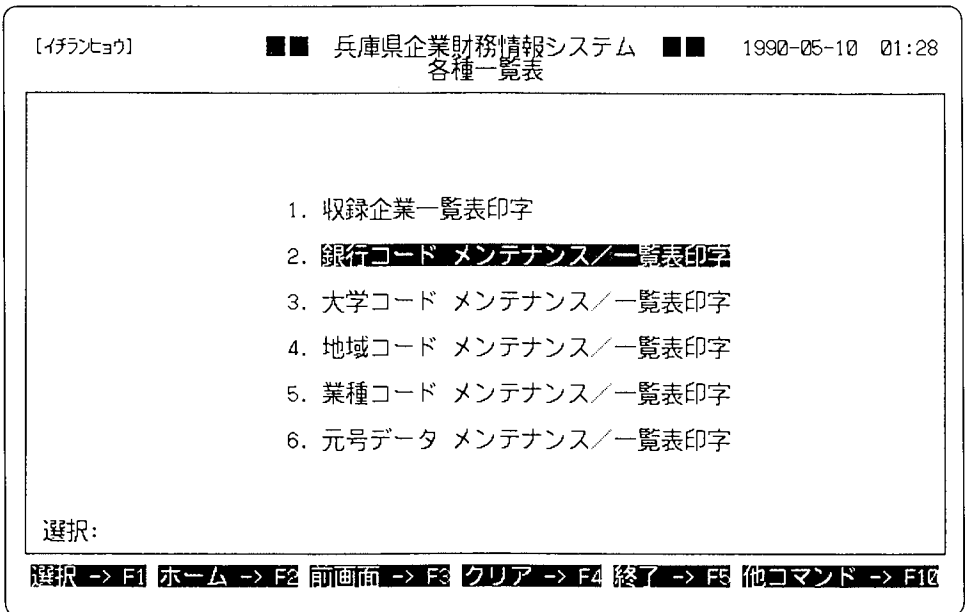 [イチランヒョウ] ■■ 兵庫県企業財務情報システム ■■ 1990-05-10 01:28
各種一覧表
1. 収録企業一覧表印字
2. 銀行コード メンテナンス／一覧表印字
3. 大学コード メンテナンス／一覧表印字
4. 地域コード メンテナンス／一覧表印字
5. 業種コード メンテナンス／一覧表印字
6. 元号データ メンテナンス／一覧表印字
選択:
選択 -> F1 ホーム -> F2 前画面 -> F3 クリア -> F4 終了 -> F5 他コマンド -> F10